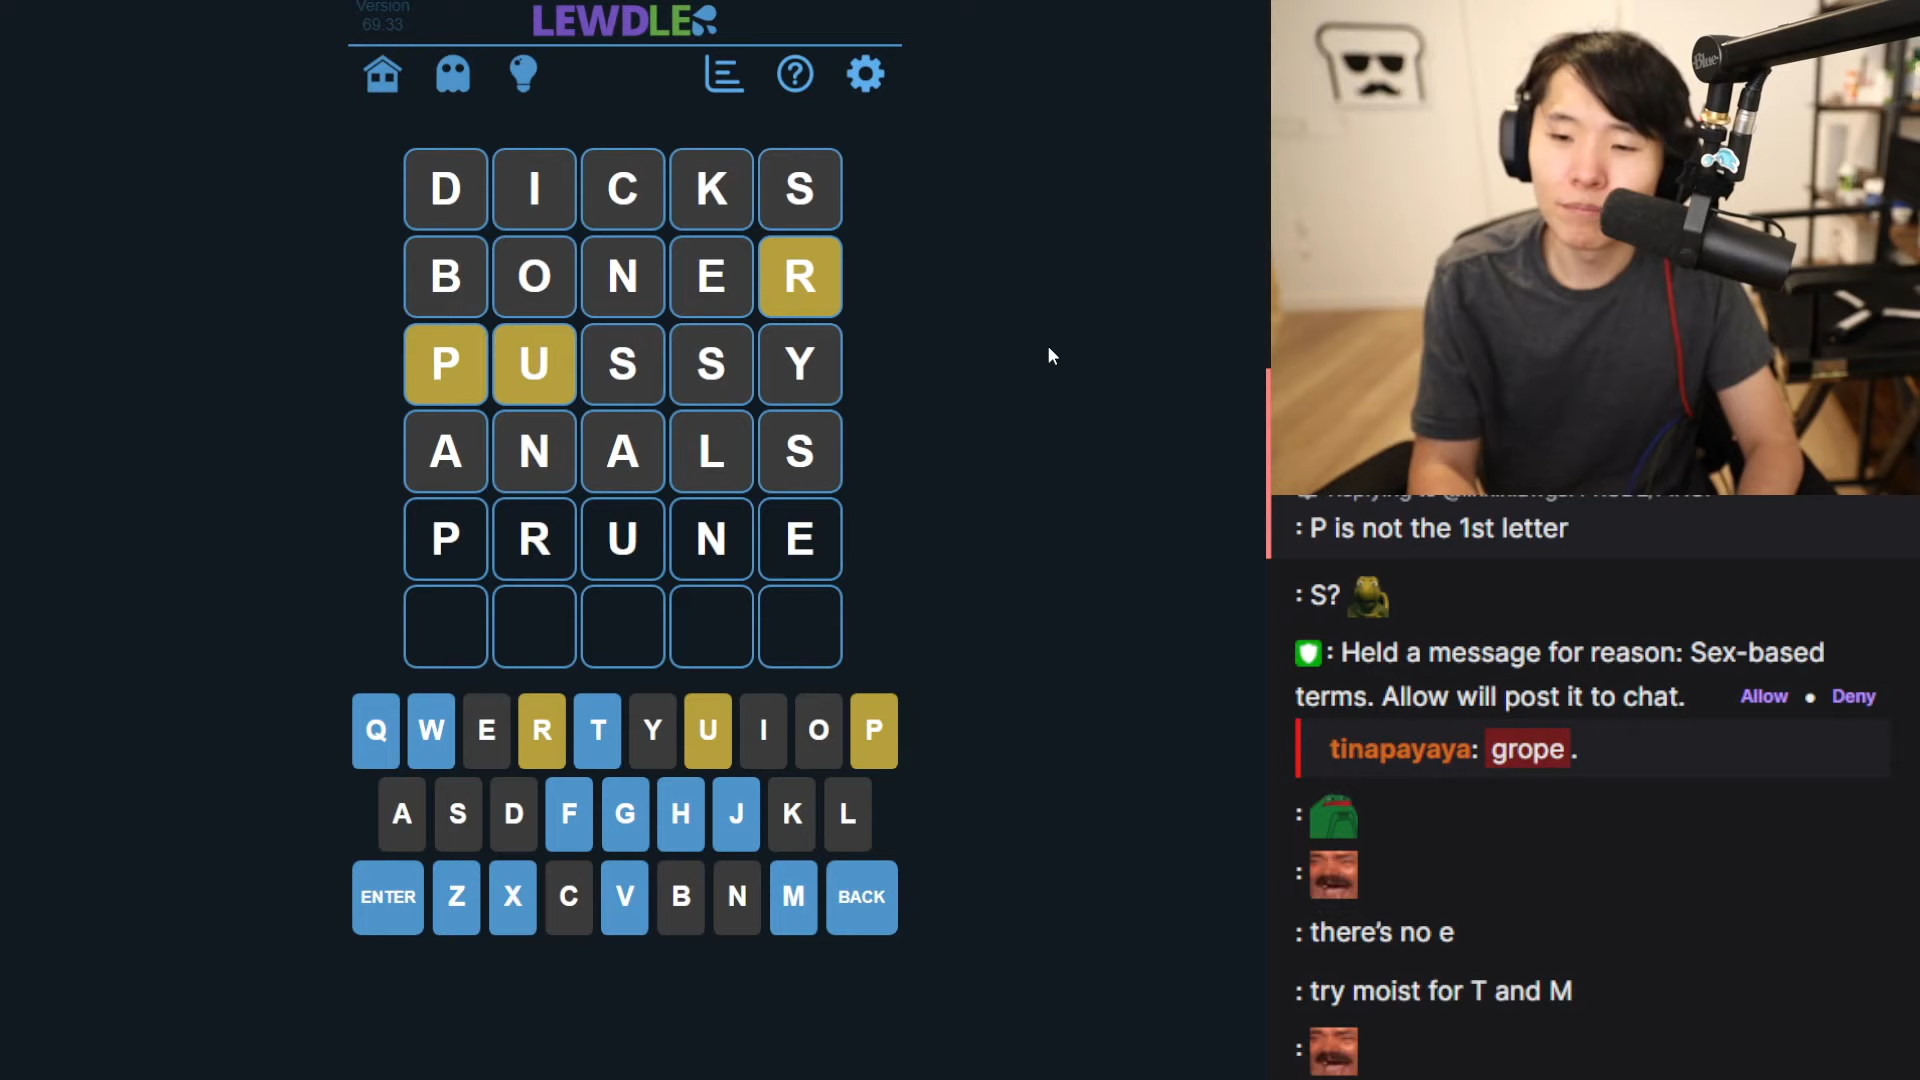 Version
69.33
LEWDLE
D I C K S
B O N E R
P U S S Y
A N A L S
P R U N E
Q W E R T Y U I O P
A S D F G H J K L
ENTER Z X C V B N M BACK
Blue
: P is not the 1st letter
: S?
: Held a message for reason: Sex-based
terms. Allow will post it to chat. Allow • Deny
tinapayaya: grope.
:
:
: there's no e
: try moist for T and M
: